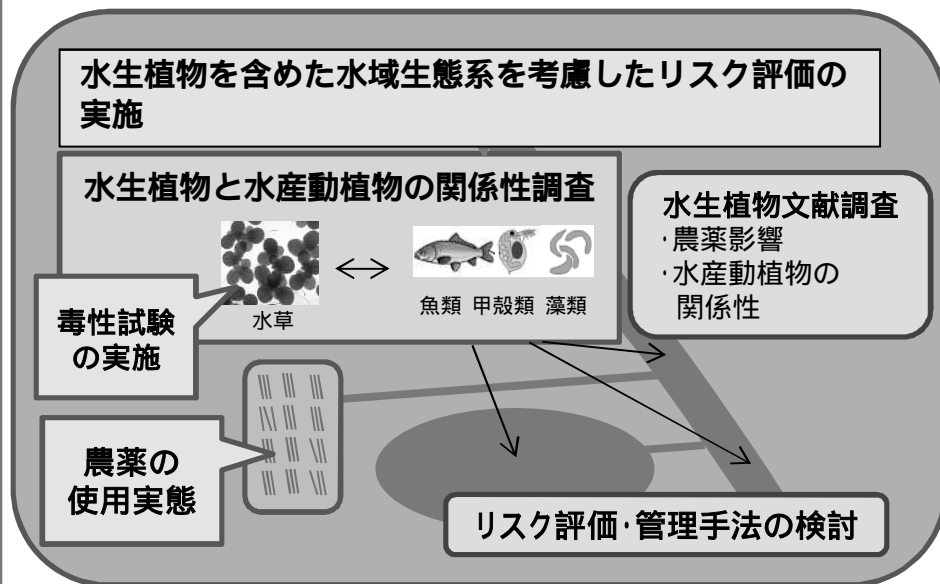 水生植物を含めた水域生態系を考慮したリスク評価の
実施
水生植物と水産動植物の関係性調査
水草
魚類 甲殻類 藻類
水生植物文献調査
･農薬影響
･水産動植物の
関係性
毒性試験
の実施
農薬の
使用実態
リスク評価･管理手法の検討